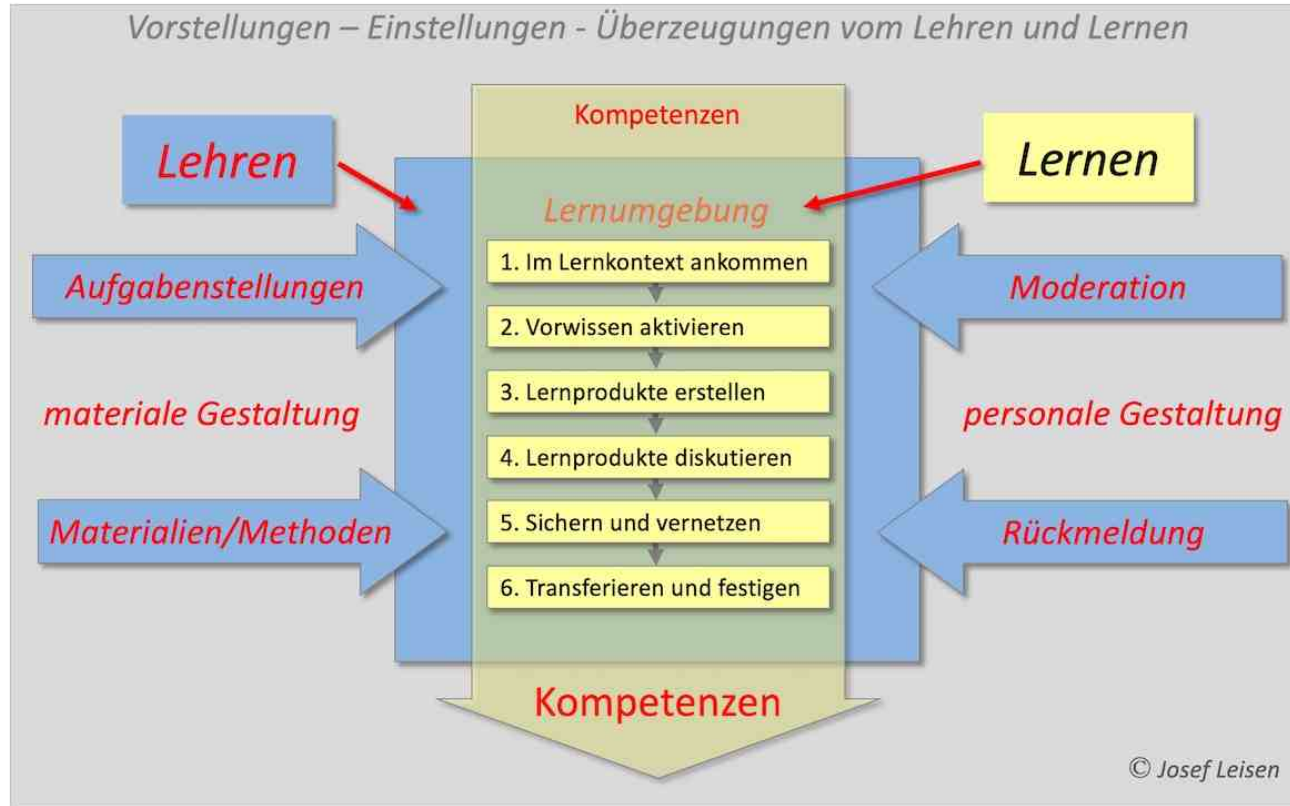 Vorstellungen – Einstellungen - Überzeugungen vom Lehren und Lernen
Kompetenzen
Lehren
Lernen
Lernumgebung
1. Im Lernkontext ankommen
Aufgabenstellungen
Moderation
2. Vorwissen aktivieren
3. Lernprodukte erstellen
materiale Gestaltung
personale Gestaltung
4. Lernprodukte diskutieren
5. Sichern und vernetzen
Materialien/Methoden
Rückmeldung
6. Transferieren und festigen
Kompetenzen
© Josef Leisen